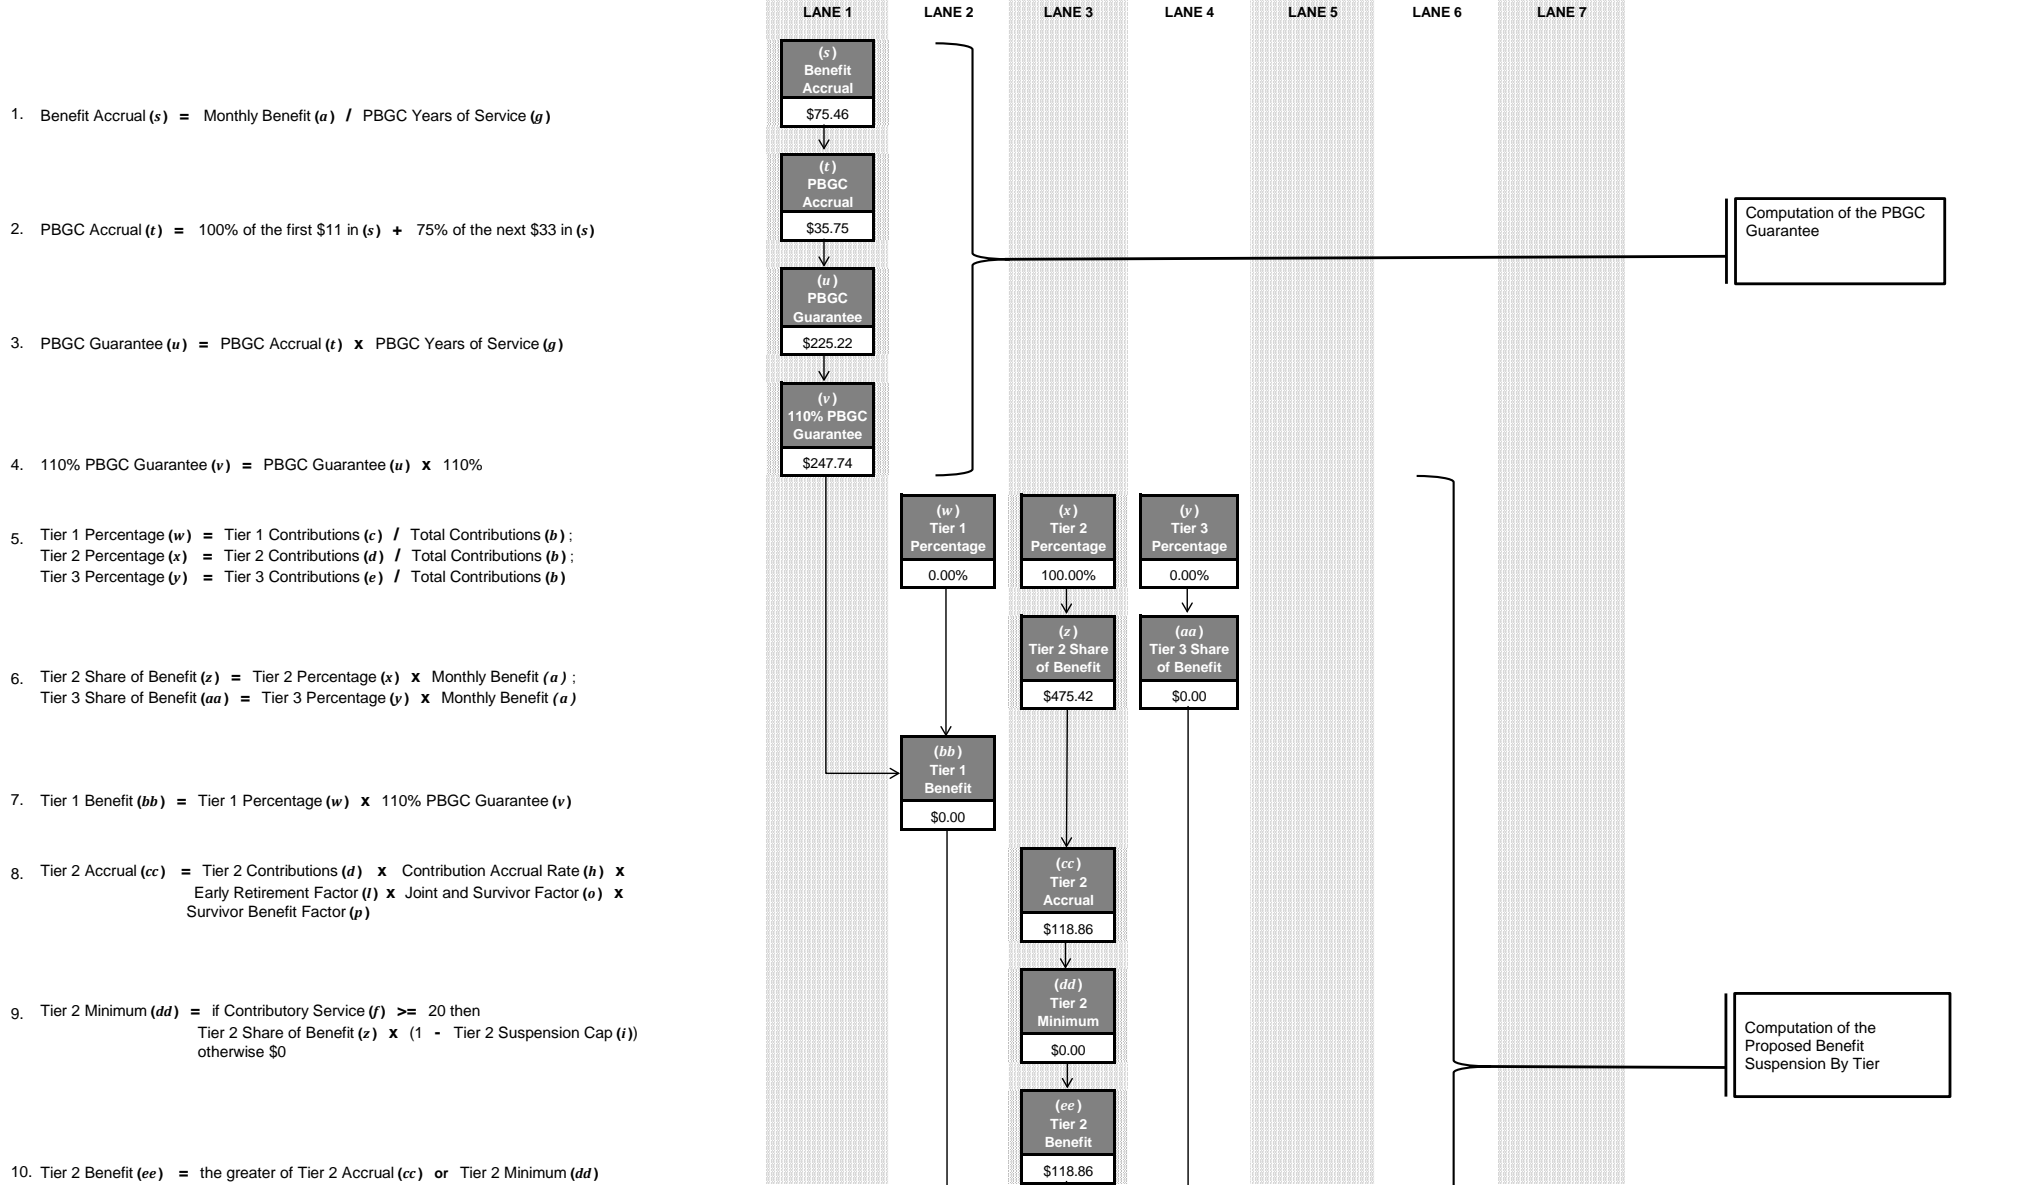 LANE 1 LANE 2 LANE 3 LANE 4 LANE 5 LANE 6 LANE 7
(s)
Benefit
Accrual
$75.46
1. Benefit Accrual (s) = Monthly Benefit (a) / PBGC Years of Service (g)
(t)
PBGC
Accrual
$35.75
2. PBGC Accrual (t) = 100% of the first $11 in (s) + 75% of the next $33 in (s)
Computation of the PBGC
Guarantee
(u)
PBGC
Guarantee
$225.22
3. PBGC Guarantee (u) = PBGC Accrual (t) x PBGC Years of Service (g)
(v)
110% PBGC
Guarantee
$247.74
4. 110% PBGC Guarantee (v) = PBGC Guarantee (u) x 110%
(w)
Tier 1
Percentage
0.00%
(x)
Tier 2
Percentage
100.00%
(y)
Tier 3
Percentage
0.00%
5. Tier 1 Percentage (w) = Tier 1 Contributions (c) / Total Contributions (b) ;
Tier 2 Percentage (x) = Tier 2 Contributions (d) / Total Contributions (b) ;
Tier 3 Percentage (y) = Tier 3 Contributions (e) / Total Contributions (b)
(z)
Tier 2 Share
of Benefit
$475.42
(aa)
Tier 3 Share
of Benefit
$0.00
6. Tier 2 Share of Benefit (z) = Tier 2 Percentage (x) x Monthly Benefit (a) ;
Tier 3 Share of Benefit (aa) = Tier 3 Percentage (y) x Monthly Benefit (a)
(bb)
Tier 1
Benefit
$0.00
7. Tier 1 Benefit (bb) = Tier 1 Percentage (w) x 110% PBGC Guarantee (v)
(cc)
Tier 2
Accrual
$118.86
8. Tier 2 Accrual (cc) = Tier 2 Contributions (d) x Contribution Accrual Rate (h) x
Early Retirement Factor (l) x Joint and Survivor Factor (o) x
Survivor Benefit Factor (p)
(dd)
Tier 2
Minimum
$0.00
9. Tier 2 Minimum (dd) = if Contributory Service (f) >= 20 then
Tier 2 Share of Benefit (z) x (1 - Tier 2 Suspension Cap (i))
otherwise $0
Computation of the
Proposed Benefit
Suspension By Tier
(ee)
Tier 2
Benefit
$118.86
10. Tier 2 Benefit (ee) = the greater of Tier 2 Accrual (cc) or Tier 2 Minimum (dd)